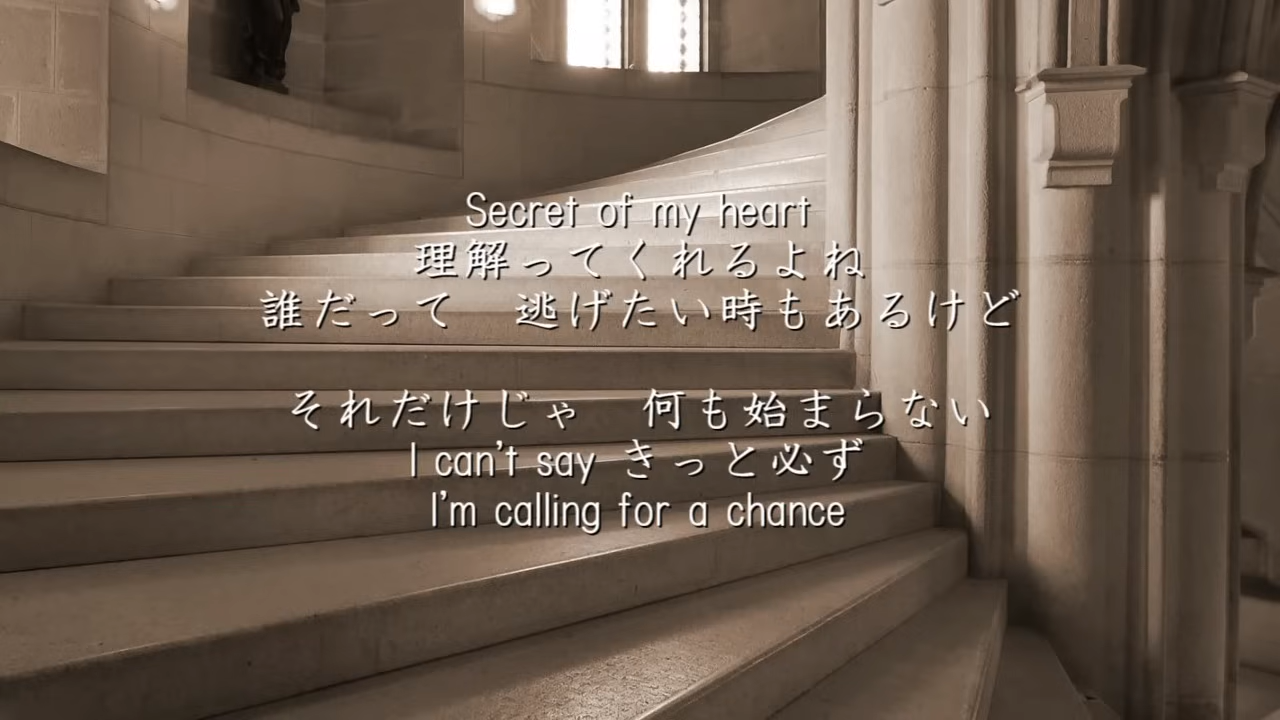 Secret of my heart
理解ってくれるよね
誰だって　逃げたい時もあるけど
それだけじゃ　何も始まらない
I can't say きっと必ず
I'm calling for a chance